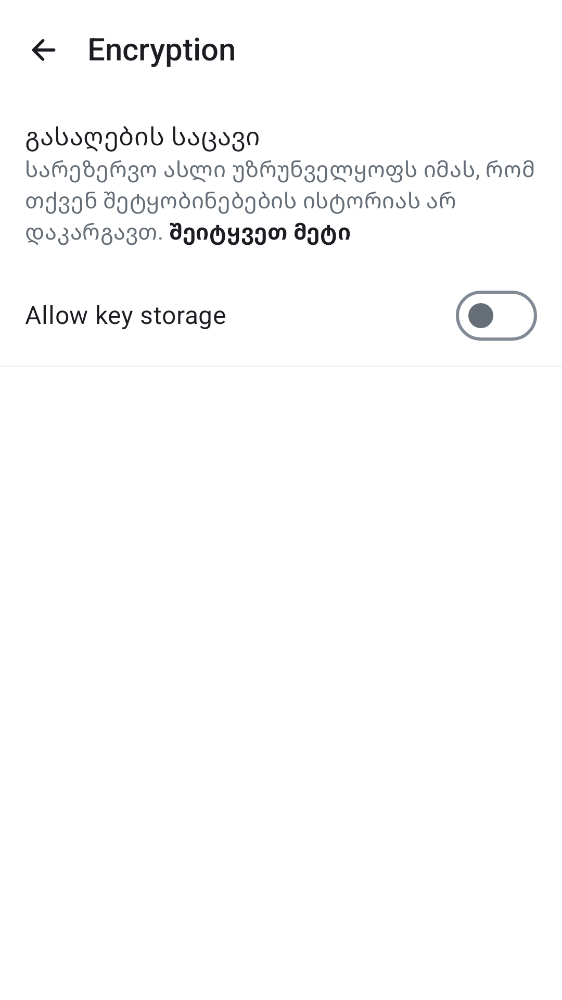 Encryption
გასაღების საცავი
სარეზერვო ასლი უზრუნველყოფს იმას, რომ
თქვენ შეტყობინებების ისტორიას არ
დაკარგავთ. შეიტყვეთ მეტი
Allow key storage